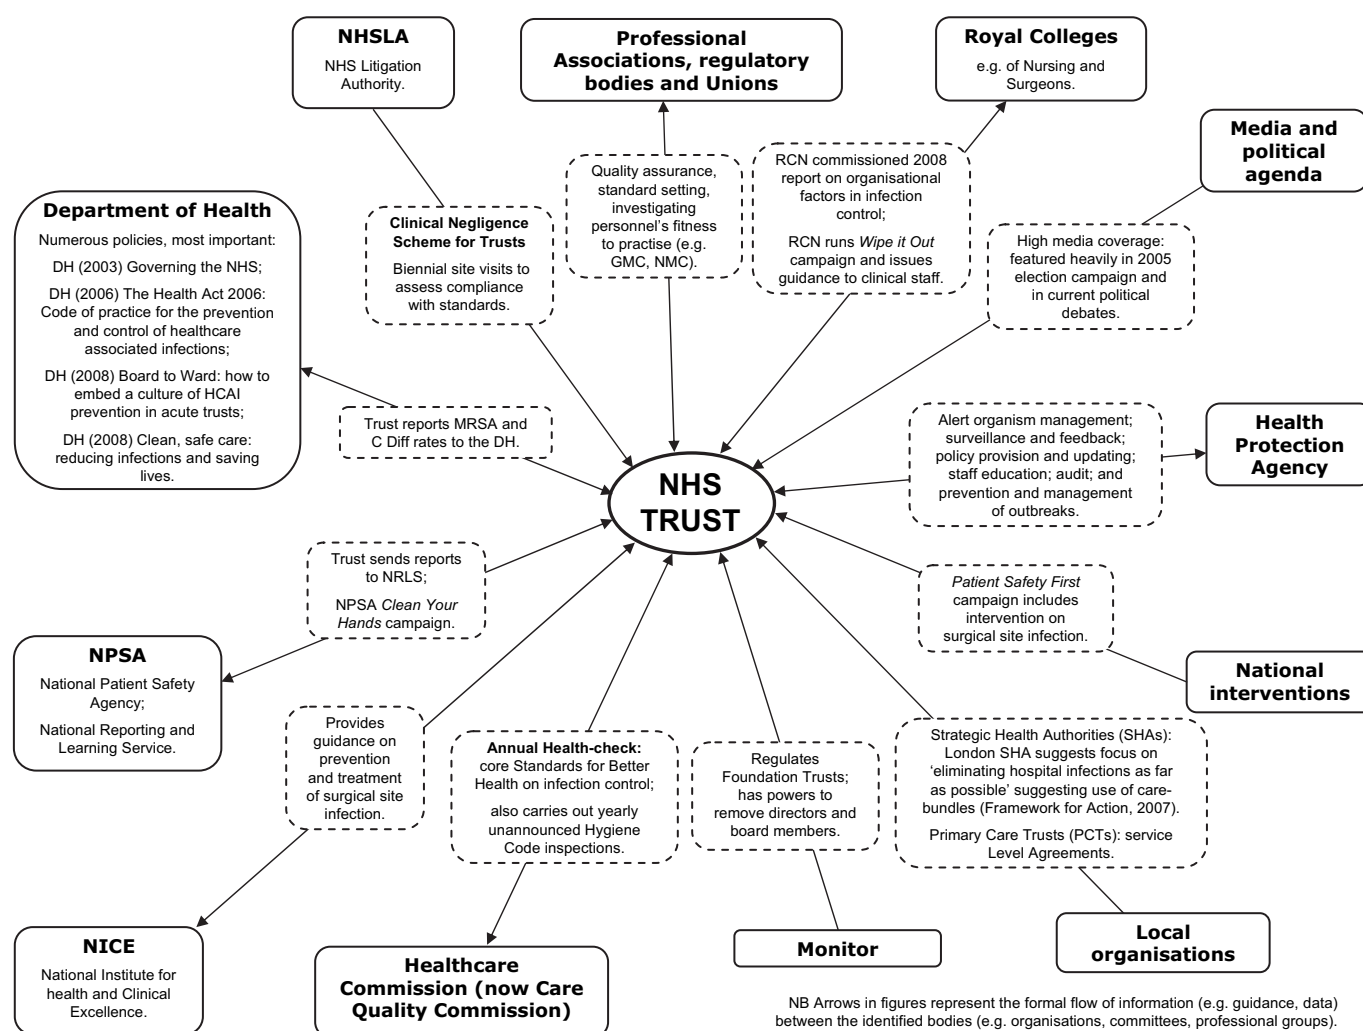 NHSLA
NHS Litigation
Authority.
Professional
Associations, regulatory
bodies and Unions
Royal Colleges
e.g. of Nursing and
Surgeons.
Media and
political
agenda
Department of Health
Numerous policies, most important:
DH (2003) Governing the NHS;
DH (2006) The Health Act 2006:
Code of practice for the prevention
and control of healthcare
associated infections;
DH (2008) Board to Ward: how to
embed a culture of HCAI
prevention in acute trusts;
DH (2008) Clean, safe care:
reducing infections and saving
lives.
Clinical Negligence
Scheme for Trusts
Biennial site visits to
assess compliance
with standards.
Quality assurance,
standard setting,
investigating
personnel's fitness
to practise (e.g.
GMC, NMC).
RCN commissioned 2008
report on organisational
factors in infection
control;
RCN runs Wipe it Out
campaign and issues
guidance to clinical staff.
High media coverage:
featured heavily in 2005
election campaign and
in current political
debates.
Trust reports MRSA and
C Diff rates to the DH.
NHS
TRUST
Alert organism management;
surveillance and feedback;
policy provision and updating;
staff education; audit; and
prevention and management
of outbreaks.
Health
Protection
Agency
Trust sends reports
to NRLS;
NPSA Clean Your
Hands campaign.
Patient Safety First
campaign includes
intervention on
surgical site infection.
NPSA
National Patient Safety
Agency;
National Reporting and
Learning Service.
National
interventions
Provides
guidance on
prevention
and treatment
of surgical site
infection.
Annual Health-check:
core Standards for Better
Health on infection control;
also carries out yearly
unannounced Hygiene
Code inspections.
Regulates
Foundation Trusts;
has powers to
remove directors and
board members.
Strategic Health Authorities (SHAs):
London SHA suggests focus on
‘eliminating hospital infections as far
as possible’ suggesting use of care-
bundles (Framework for Action, 2007).
Primary Care Trusts (PCTs): service
Level Agreements.
NICE
National Institute for
health and Clinical
Excellence.
Healthcare
Commission (now Care
Quality Commission)
Monitor
Local
organisations
NB Arrows in figures represent the formal flow of information (e.g. guidance, data)
between the identified bodies (e.g. organisations, committees, professional groups).